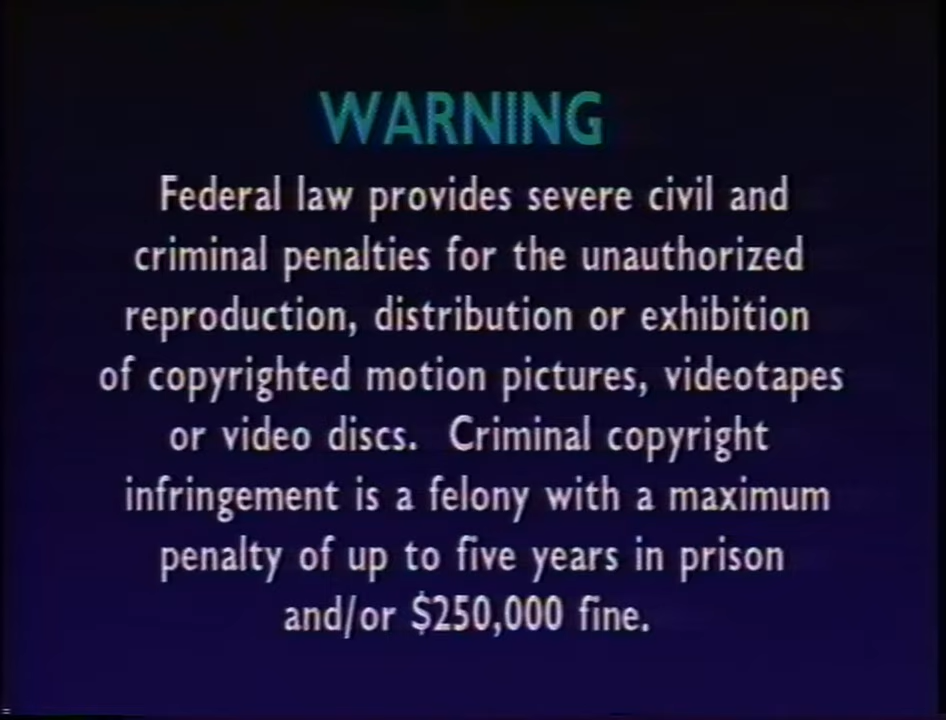 WARNING
Federal law provides severe civil and
criminal penalties for the unauthorized
reproduction, distribution or exhibition
of copyrighted motion pictures, videotapes
or video discs. Criminal copyright
infringement is a felony with a maximum
penalty of up to five years in prison
and/or $250,000 fine.